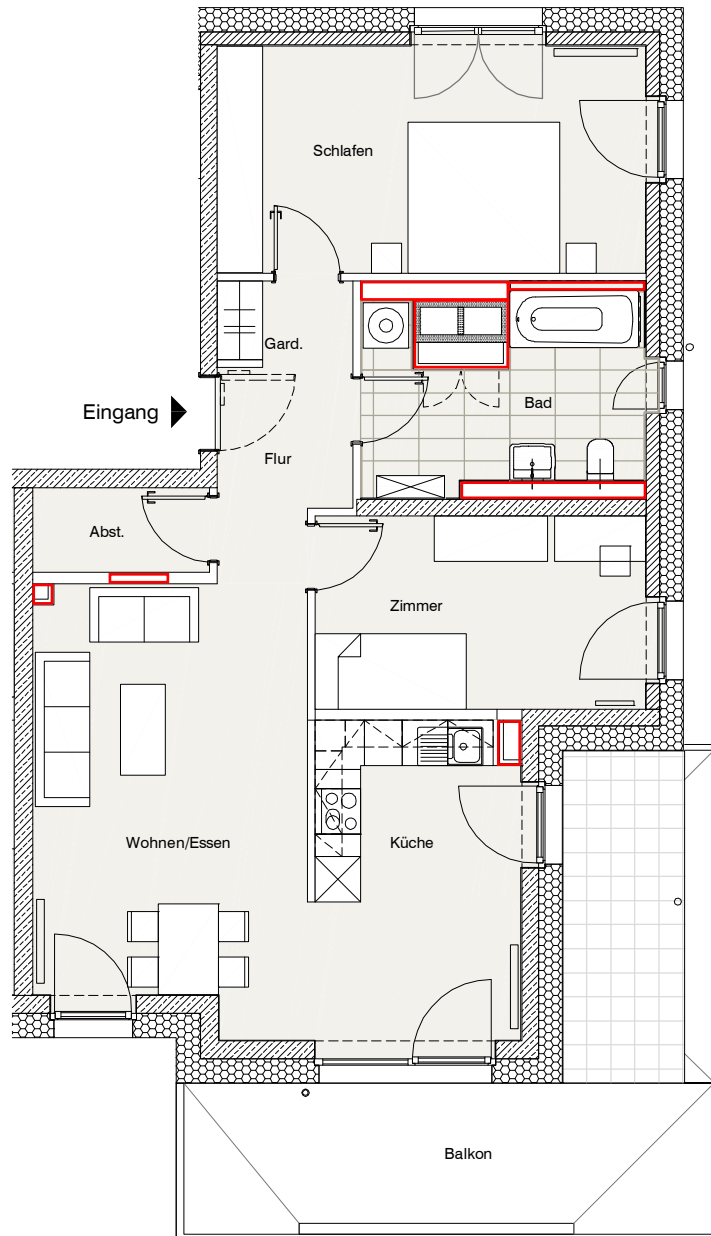 Schlafen
Gard.
Eingang
Bad
Flur
Abst.
Zimmer
Wohnen/Essen
Küche
Balkon